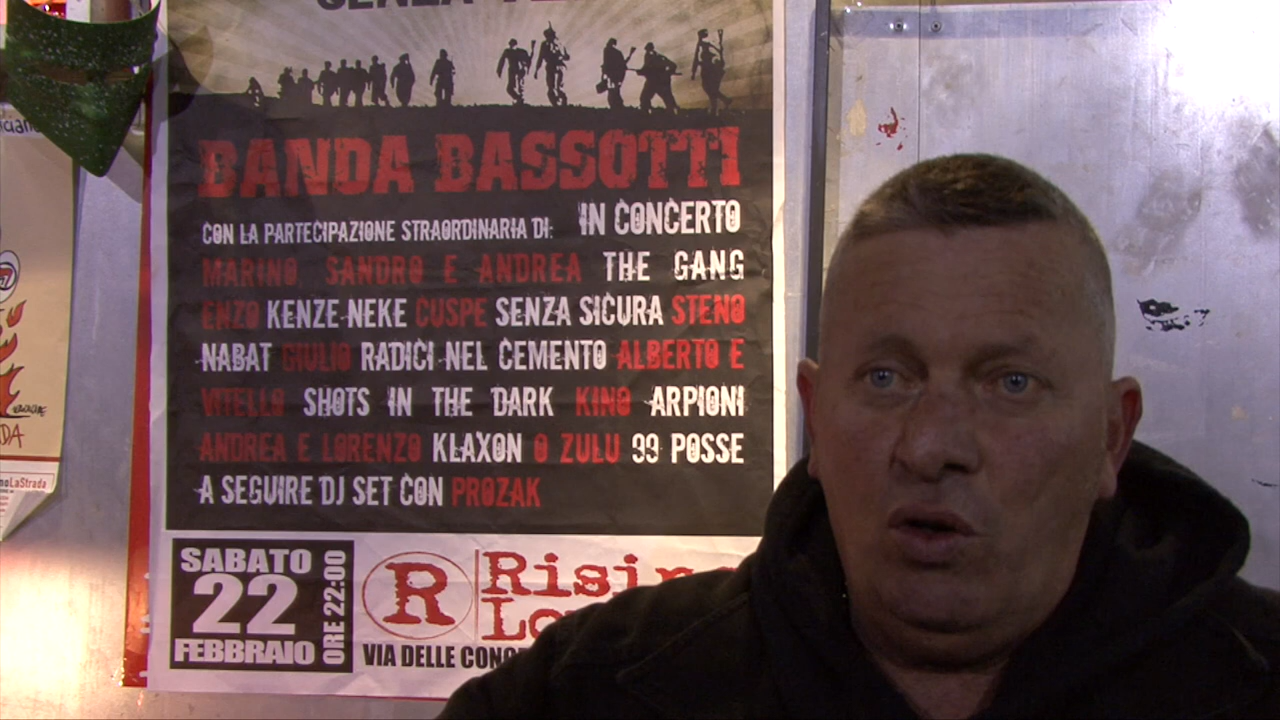 BANDA BASSOTTI
CON LA PARTECIPAZIONE STRAORDINARIA DI: IN CONCERTO
MARINO SANDRO E ANDREA THE GANG
ENZO KENZE NEKE CUSPE SENZA SICURA STENO
NABAT GIULIO RADICI NEL CEMENTO ALBERTO E
VITELLO SHOTS IN THE DARK KINO ARPIONI
ANDREA E LORENZO KLAXON O ZULU 99 POSSE
A SEGUIRE DJ SET CON PROZAK
SABATO
22
FEBBRAIO
ORE 22:00
R
Rising
VIA DELLE
LaStrada